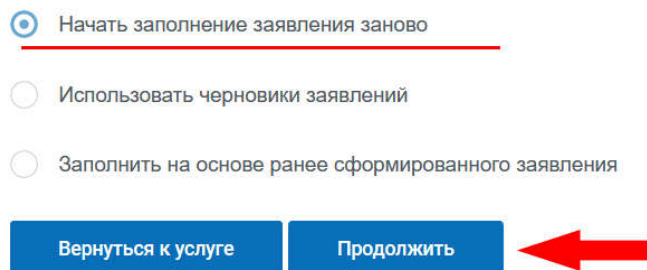 Начать заполнение заявления заново
Использовать черновики заявлений
Заполнить на основе ранее сформированного заявления
Вернуться к услуге Продолжить